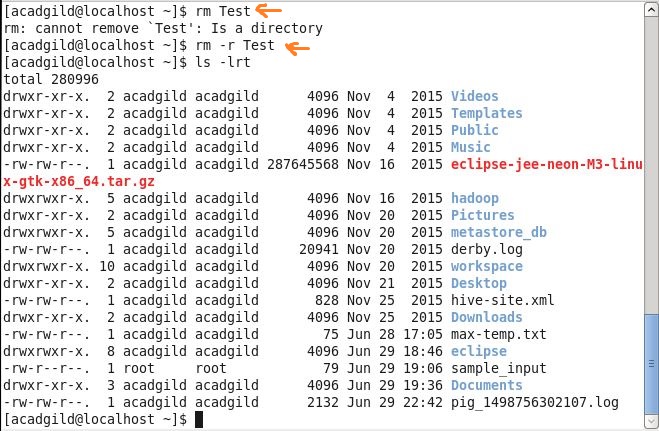 [acadgild@localhost ~]$ rm Test
rm: cannot remove `Test': Is a directory
[acadgild@localhost ~]$ rm -r Test
[acadgild@localhost ~]$ ls -lrt
total 280996
drwxr-xr-x.  2 acadgild acadgild      4096 Nov  4  2015 Videos
drwxr-xr-x.  2 acadgild acadgild      4096 Nov  4  2015 Templates
drwxr-xr-x.  2 acadgild acadgild      4096 Nov  4  2015 Public
drwxr-xr-x.  2 acadgild acadgild      4096 Nov  4  2015 Music
-rw-rw-r--.  1 acadgild acadgild 287645568 Nov 16  2015 eclipse-jee-neon-M3-linu
x-gtk-x86_64.tar.gz
drwxrwxr-x.  5 acadgild acadgild      4096 Nov 16  2015 hadoop
drwxr-xr-x.  2 acadgild acadgild      4096 Nov 20  2015 Pictures
drwxrwxr-x.  5 acadgild acadgild      4096 Nov 20  2015 metastore_db
-rw-rw-r--.  1 acadgild acadgild     20941 Nov 20  2015 derby.log
drwxrwxr-x. 10 acadgild acadgild      4096 Nov 20  2015 workspace
drwxr-xr-x.  2 acadgild acadgild      4096 Nov 21  2015 Desktop
-rw-rw-r--.  1 acadgild acadgild       828 Nov 25  2015 hive-site.xml
drwxr-xr-x.  2 acadgild acadgild      4096 Nov 25  2015 Downloads
-rw-rw-r--.  1 acadgild acadgild        75 Jun 28 17:05 max-temp.txt
drwxrwxr-x.  8 acadgild acadgild      4096 Jun 29 18:46 eclipse
-rw-r--r--.  1 root     root            79 Jun 29 19:06 sample_input
drwxr-xr-x.  3 acadgild acadgild      4096 Jun 29 19:36 Documents
-rw-rw-r--.  1 acadgild acadgild      2132 Jun 29 22:42 pig_1498756302107.log
[acadgild@localhost ~]$